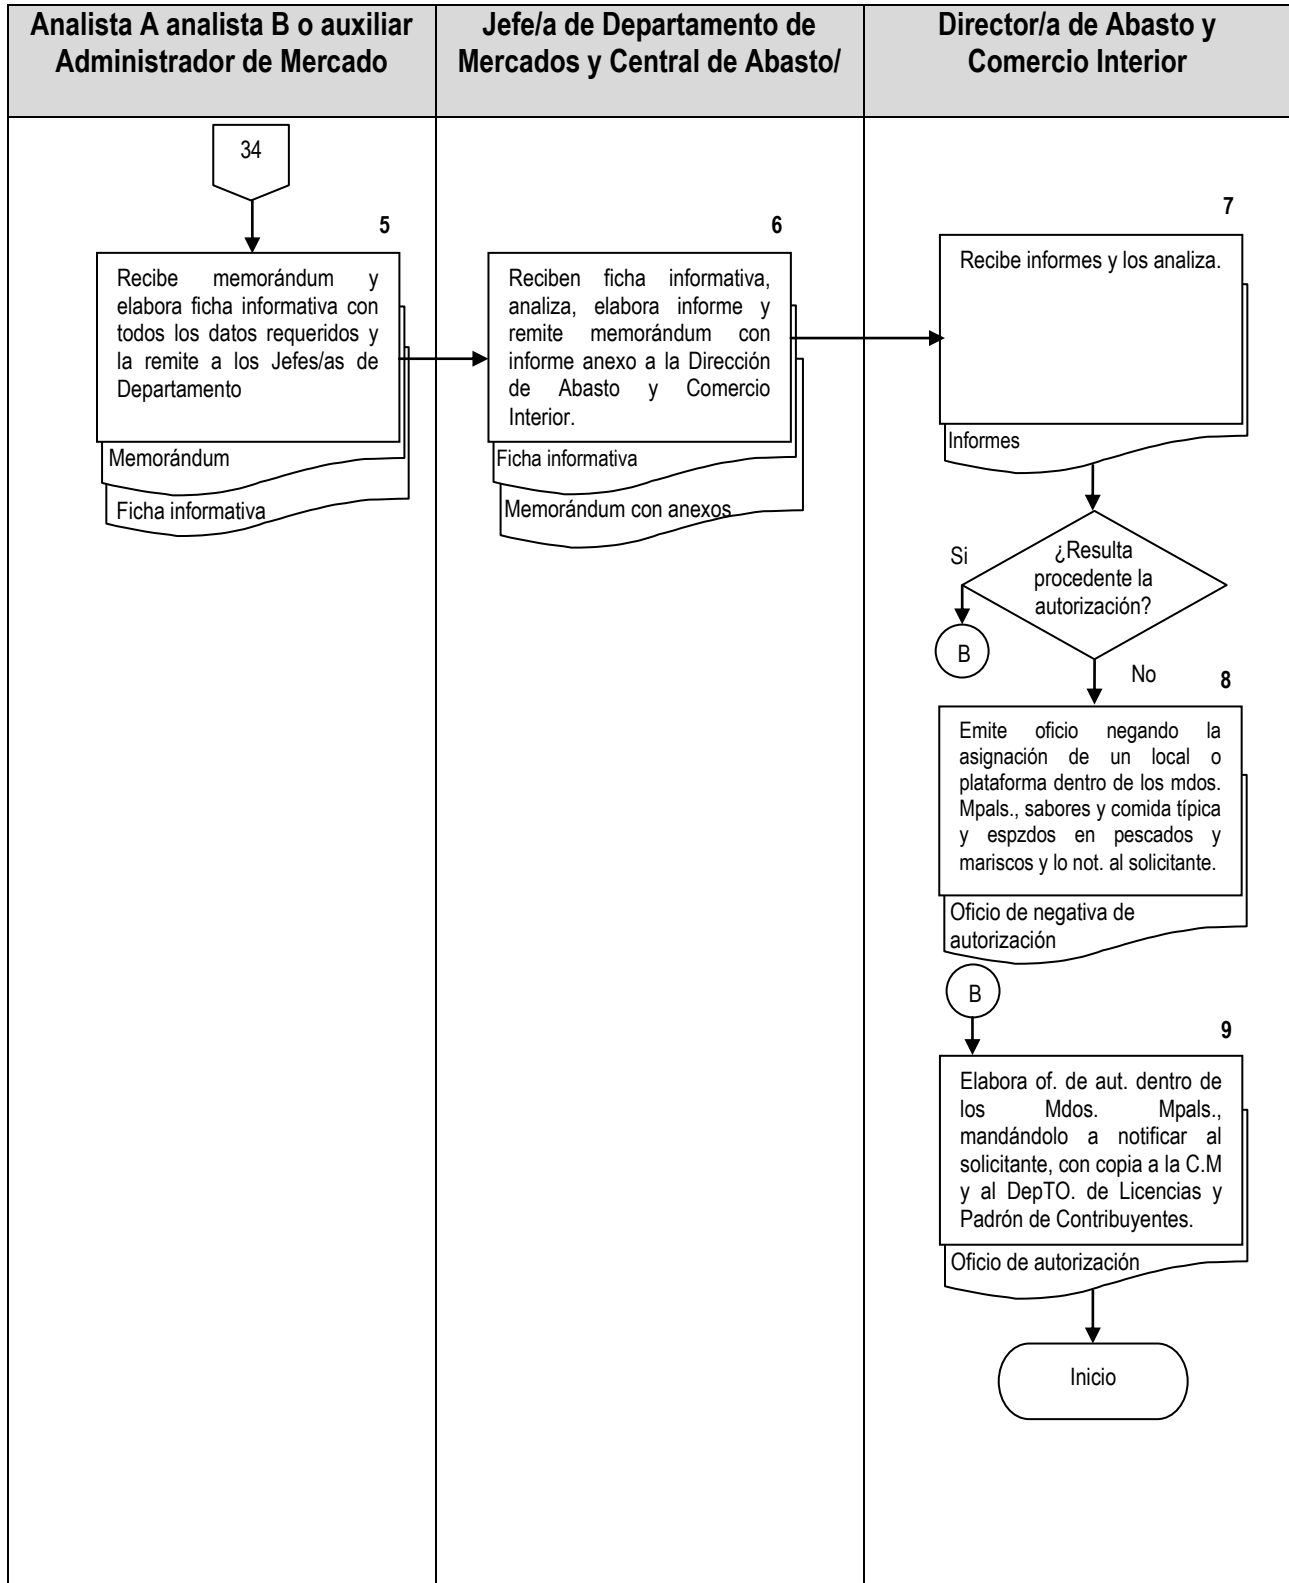 Analista A analista B o auxiliar
Administrador de Mercado
Jefe/a de Departamento de
Mercados y Central de Abasto/
Director/a de Abasto y
Comercio Interior
34
5
Recibe memorándum y
elabora ficha informativa con
todos los datos requeridos y
la remite a los Jefes/as de
Departamento
Memorándum
Ficha informativa
6
Reciben ficha informativa,
analiza, elabora informe y
remite memorándum con
informe anexo a la Dirección
de Abasto y Comercio
Interior.
Ficha informativa
Memorándum con anexos
7
Recibe informes y los analiza.
Informes
¿Resulta
procedente la
autorización?
Si
B
No
8
Emite oficio negando la
asignación de un local o
plataforma dentro de los mdos.
Mpals., sabores y comida típica
y espzdos en pescados y
mariscos y lo not. al solicitante.
Oficio de negativa de
autorización
B
9
Elabora of. de aut. dentro de
los Mdos. Mpals.,
mandándolo a notificar al
solicitante, con copia a la C.M
y al DepTO. de Licencias y
Padrón de Contribuyentes.
Oficio de autorización
Inicio